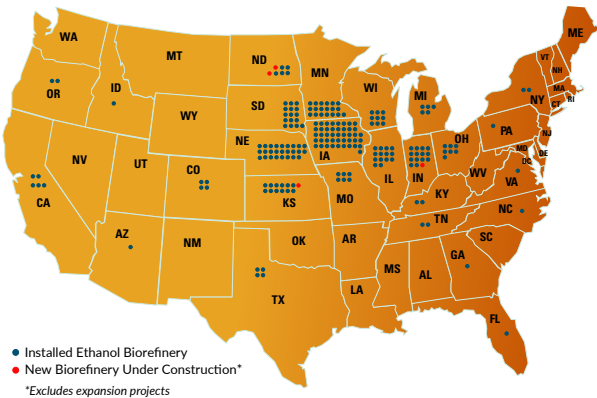 WA
MT
ND
MN
ME
VT
NH
OR
ID
WI
MI
NY
MA
RI
CT
SD
WY
PA
NJ
NE
IA
OH
MD
DE
DC
NV
UT
CO
IL
IN
WV
VA
CA
KS
MO
KY
NC
TN
AZ
NM
OK
AR
SC
MS
AL
GA
TX
LA
FL
Installed Ethanol Biorefinery
New Biorefinery Under Construction*
*Excludes expansion projects